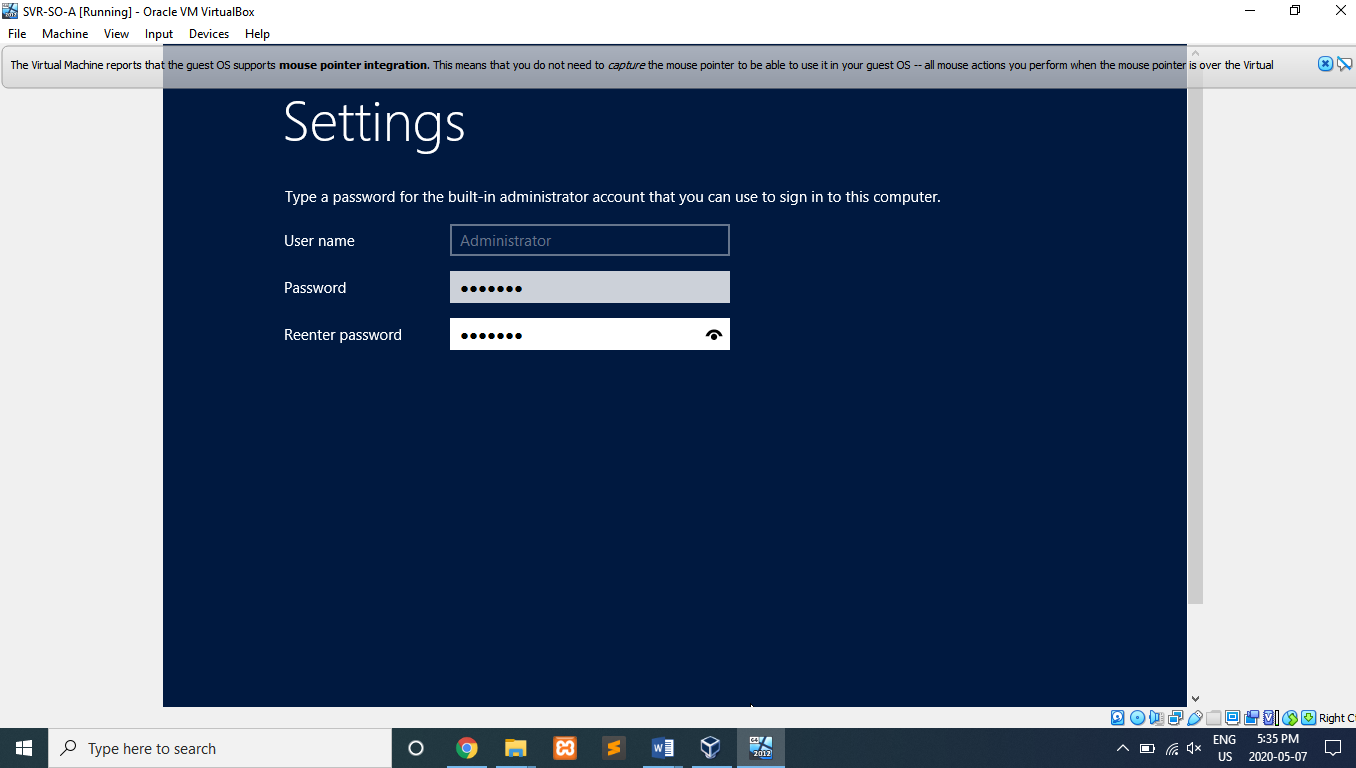 SVR-SO-A [Running] - Oracle VM VirtualBox
File Machine View Input Devices Help
The Virtual Machine reports that the guest OS supports mouse pointer integration. This means that you do not need to capture the mouse pointer to be able to use it in your guest OS -- all mouse actions you perform when the mouse pointer is over the Virtual
Settings
Type a password for the built-in administrator account that you can use to sign in to this computer.
User name Administrator
Password •••••••
Reenter password •••••••
Right C
Type here to search
ENG 5:35 PM
US 2020-05-07
64
2012